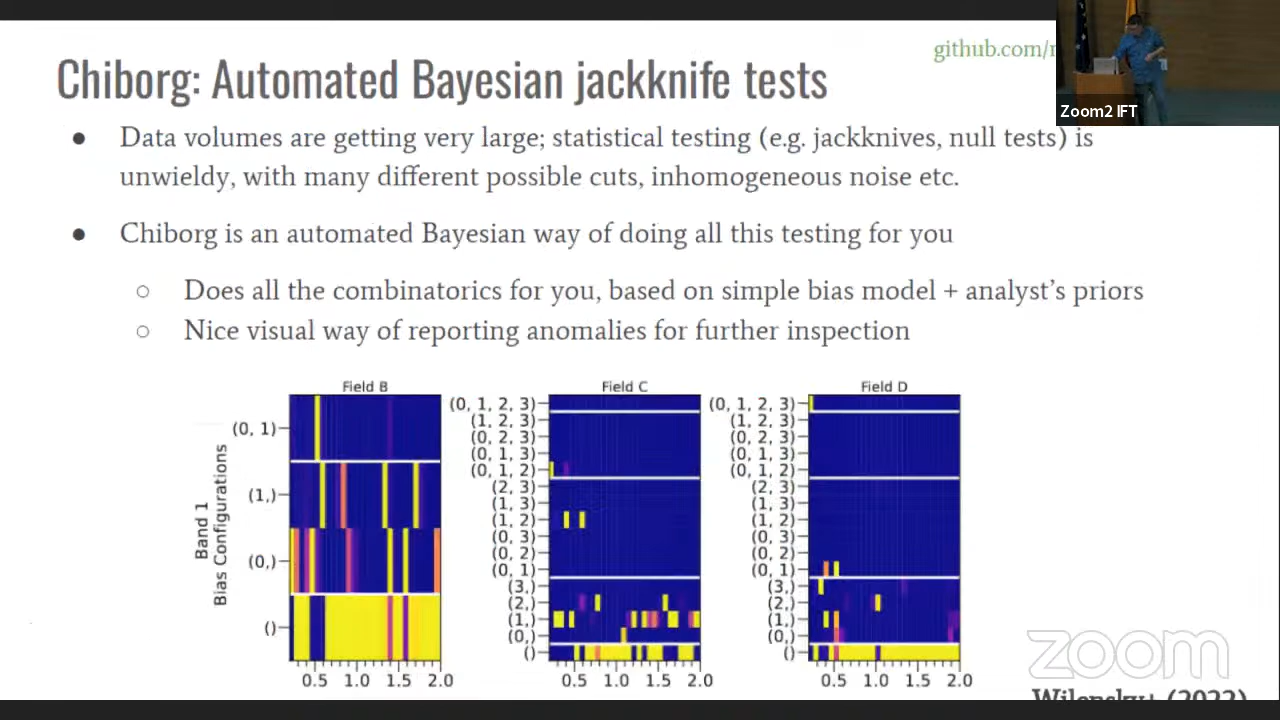 github.com/
Chiborg: Automated Bayesian jackknife tests
Zoom2 IFT
● Data volumes are getting very large; statistical testing (e.g. jackknives, null tests) is
unwieldy, with many different possible cuts, inhomogeneous noise etc.
● Chiborg is an automated Bayesian way of doing all this testing for you
○ Does all the combinatorics for you, based on simple bias model + analyst's priors
○ Nice visual way of reporting anomalies for further inspection
Field B
(0, 1)
(1,)
(0,)
()
Band 1
Bias Configurations
0.5 1.0 1.5 2.0
Field C
(0, 1, 2, 3)
(1, 2, 3)
(0, 2, 3)
(0, 1, 3)
(0, 1, 2)
(2, 3)
(1, 3)
(1, 2)
(0, 3)
(0, 2)
(0, 1)
(3,)
(2,)
(1,)
(0,)
()
0.5 1.0 1.5 2.0
Field D
(0, 1, 2, 3)
(1, 2, 3)
(0, 2, 3)
(0, 1, 3)
(0, 1, 2)
(2, 3)
(1, 3)
(1, 2)
(0, 3)
(0, 2)
(0, 1)
(3,)
(2,)
(1,)
(0,)
()
0.5 1.0 1.5 2.0
zoom
Wilensky+ (2022)